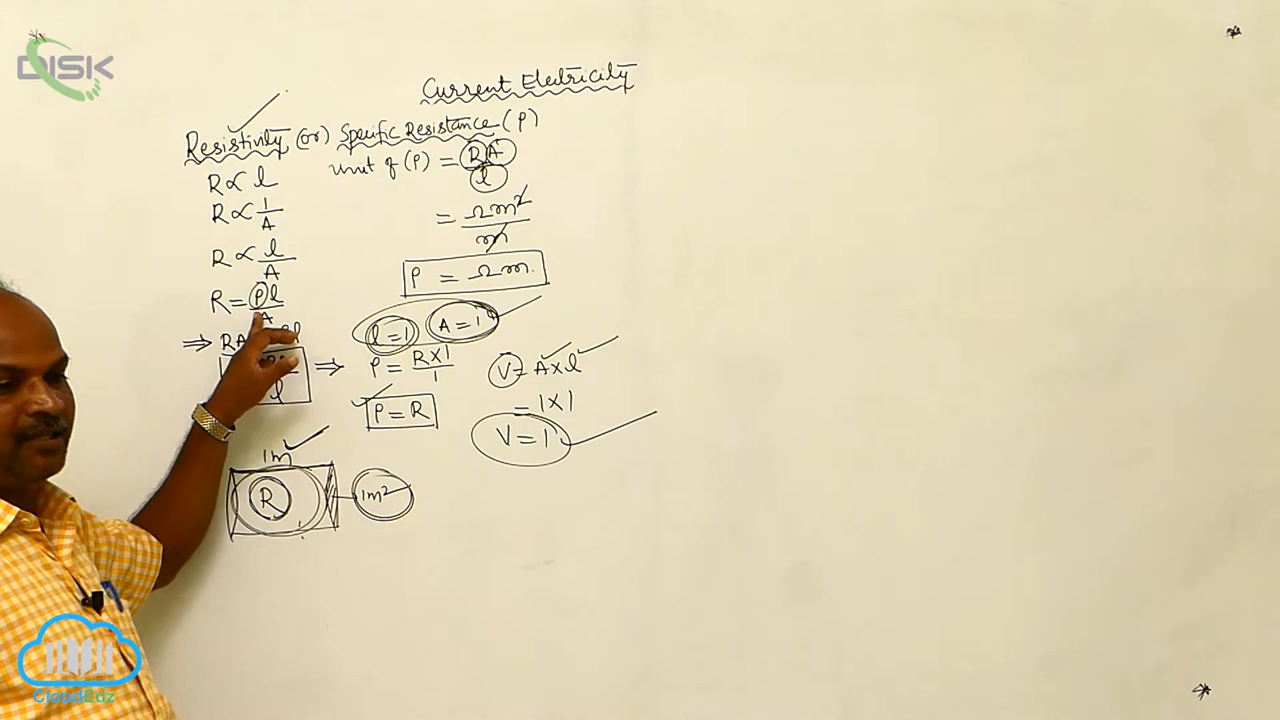 DISK
Current Electricity
Resistivity (or) Specific Resistance (ρ)
R ∝ l
R ∝ 1/A
R ∝ l/A
R = ρl/A
⇒ RA
l
Unit of (ρ) = RA/l
= Ωm²/m
ρ = Ωm.
l = 1 A = 1
⇒ ρ = R×1/1
ρ = R
V = A×l
= 1×1
V = 1
1m
R 1m²
CloudEdz